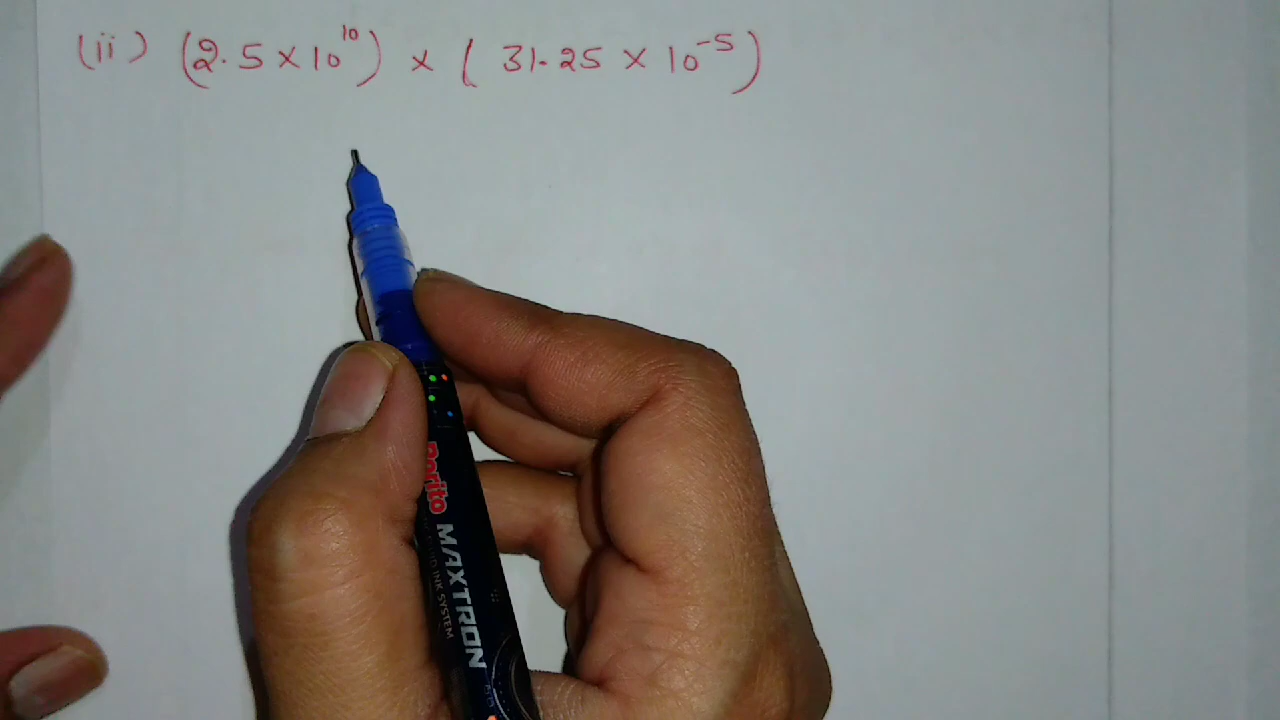 (ii) (2.5 × 10¹⁰) × ( 31.25 × 10⁻⁵)
MAXTRON